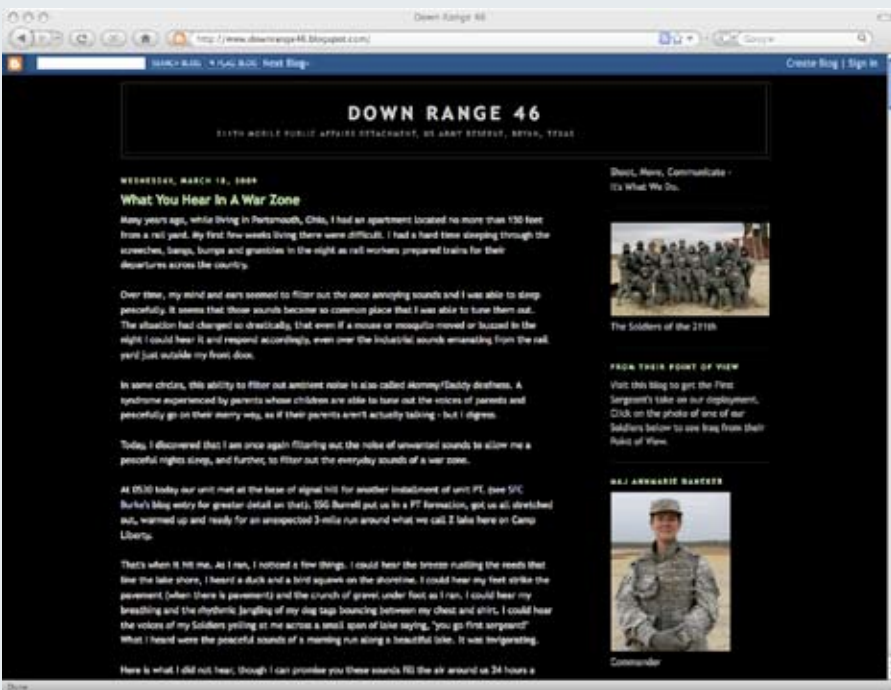 Down Range 46
http://www.downrange46.blogspot.com/
Google
SEARCH BLOG FLAG BLOG Next Blog»
Create Blog | Sign In
DOWN RANGE 46
211TH MOBILE PUBLIC AFFAIRS DETACHMENT, US ARMY RESERVE, BRYAN, TEXAS
WEDNESDAY, MARCH 18, 2009
What You Hear In A War Zone
Many years ago, while living in Portsmouth, Ohio, I had an apartment located no more than 150 feet
from a rail yard. My first few weeks living there were difficult. I had a hard time sleeping through the
screeches, bangs, bumps and grumbles in the night as rail workers prepared trains for their
departures across the country.
Over time, my mind and ears seemed to filter out the once annoying sounds and I was able to sleep
peacefully. It seems that those sounds became so common place that I was able to tune them out.
The situation had changed so drastically, that even if a mouse or mosquito moved or buzzed in the
night I could hear it and respond accordingly, even over the industrial sounds emanating from the rail
yard just outside my front door.
In some circles, this ability to filter out ambient noise is also called Mommy/Daddy deafness. A
syndrome experienced by parents whose children are able to tune out the voices of parents and
peacefully go on their merry way, as if their parents aren't actually talking - but I digress.
Today, I discovered that I am once again filtering out the noise of unwanted sounds to allow me a
peaceful nights sleep, and further, to filter out the everyday sounds of a war zone.
At 0530 today our unit met at the base of signal hill for another installment of unit PT. (see SFC
Burke's blog entry for greater detail on that). SSG Burrell put us in a PT formation, got us all stretched
out, warmed up and ready for an unexpected 3-mile run around what we call Z lake here on Camp
Liberty.
That's when it hit me. As I ran, I noticed a few things. I could hear the breeze rustling the reeds that
line the lake shore, I heard a duck and a bird squawk on the shoreline. I could hear my feet strike the
pavement (when there is pavement) and the crunch of gravel under foot as I ran. I could hear my
breathing and the rhythmic jangling of my dog tags bouncing between my chest and shirt. I could hear
the voices of my Soldiers yelling at me across a small span of lake saying, "you go first sergeant!"
What I heard were the peaceful sounds of a morning run along a beautiful lake. It was invigorating.
Here is what I did not hear, though I can promise you these sounds fill the air around us 24 hours a
Shoot, Move, Communicate -
It's What We Do.
The Soldiers of the 211th
FROM THEIR POINT OF VIEW
Visit this blog to get the First
Sergeant's take on our deployment.
Click on the photo of one of our
Soldiers below to see Iraq from their
Point of View.
MAJ ANNMARIE
Commander
Done